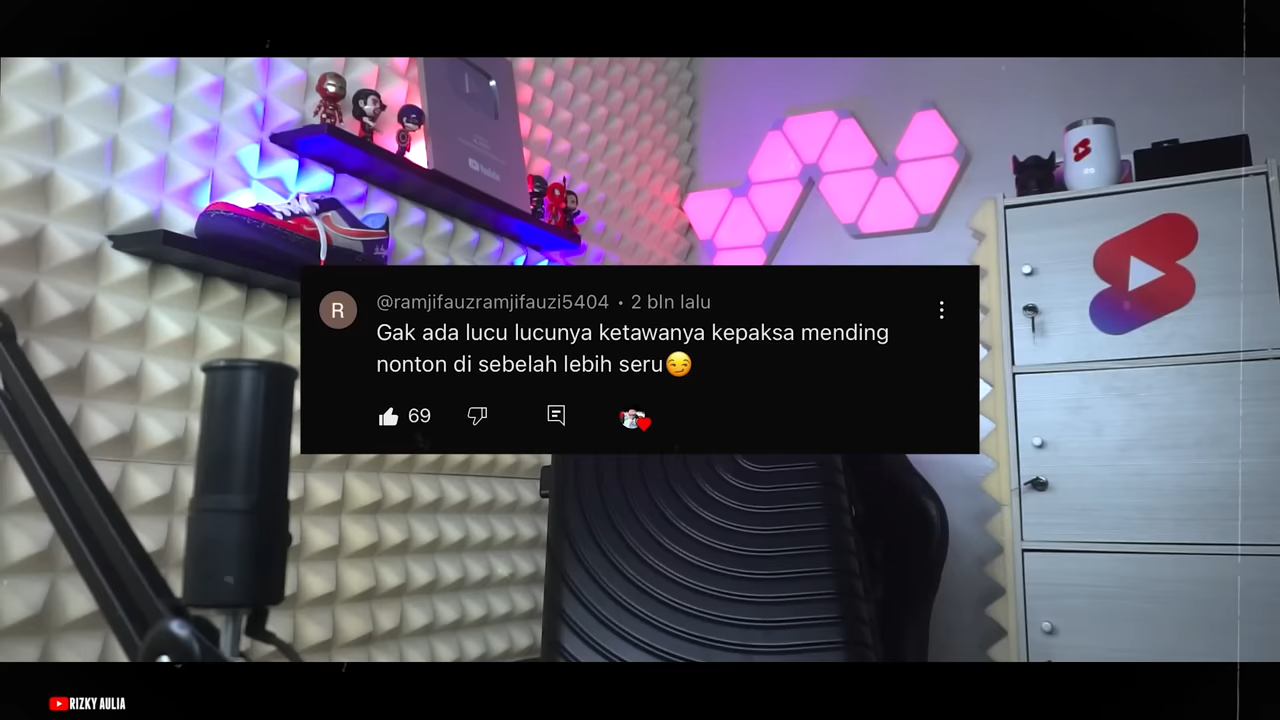 @ramjifauzramjifauzi5404 • 2 bln lalu
Gak ada lucu lucunya ketawanya kepaksa mending
nonton di sebelah lebih seru😏
69
RIZKY AULIA